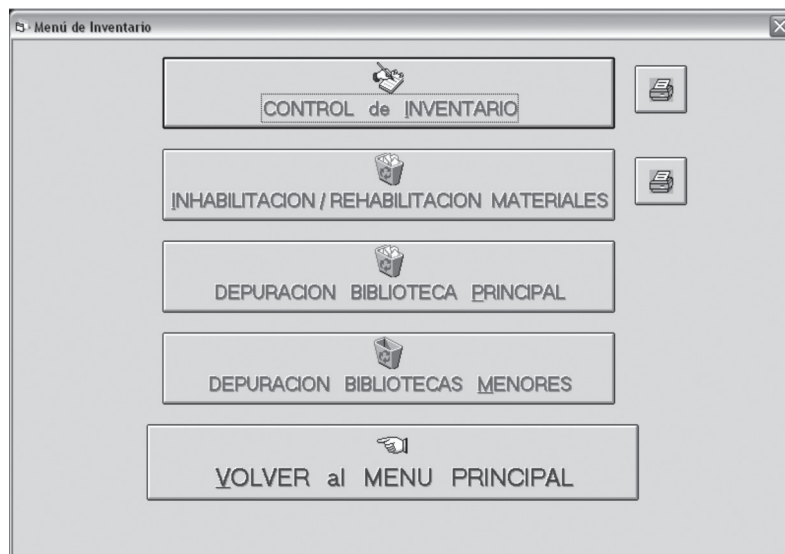 Menú de Inventario
CONTROL de INVENTARIO
INHABILITACION / REHABILITACION MATERIALES
DEPURACION BIBLIOTECA PRINCIPAL
DEPURACION BIBLIOTECAS MENORES
VOLVER al MENU PRINCIPAL